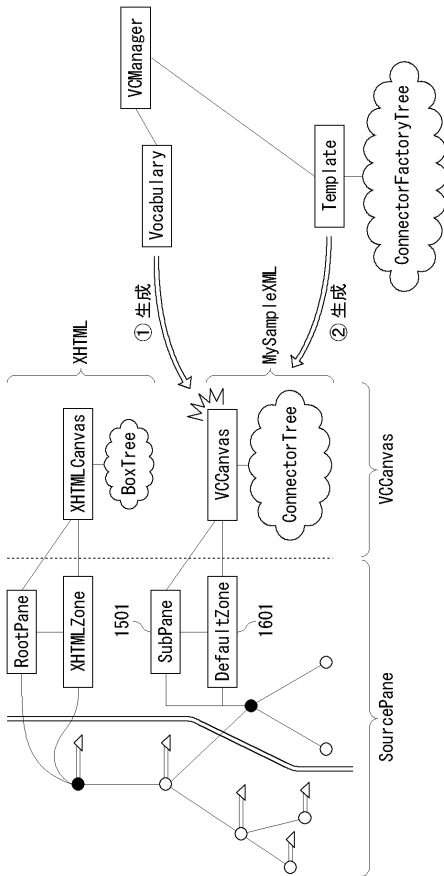 VCManager
Vocabulary
Template
ConnectorFactoryTree
① 生成
② 生成
XHTML
MySampleXML
XHTMLCanvas
BoxTree
VCCanvas
ConnectorTree
VCCanvas
RootPane
XHTMLZone
1501
SubPane
DefaultZone
1601
SourcePane